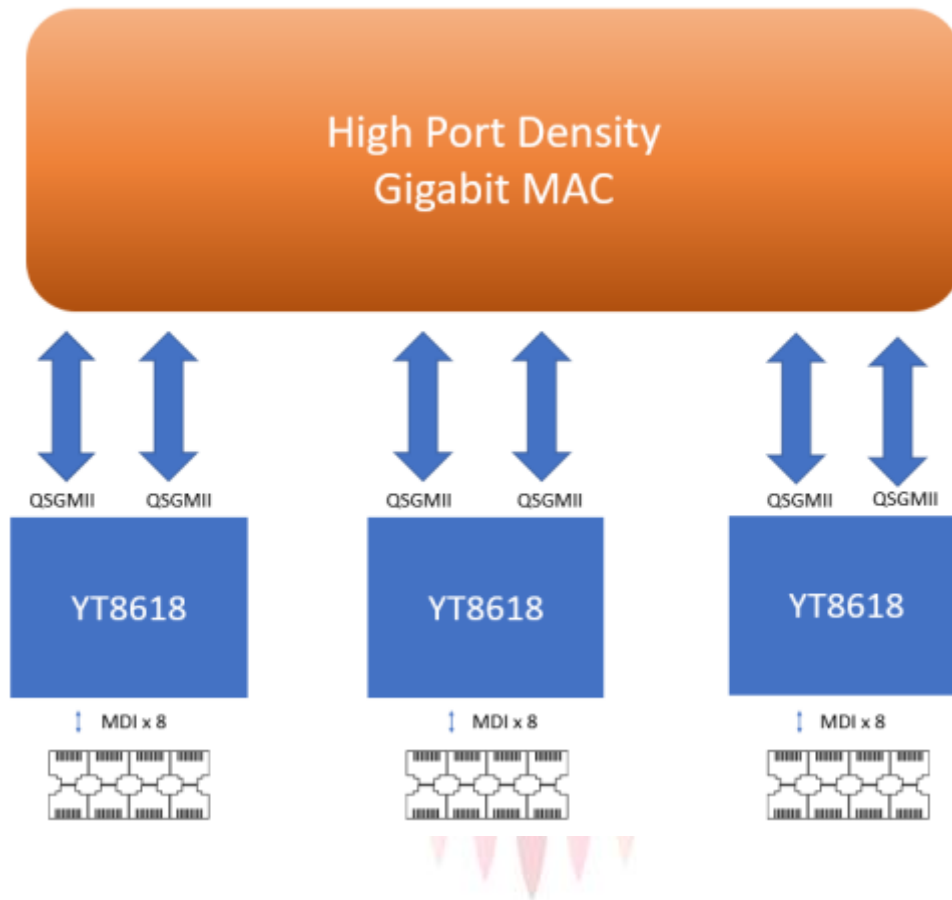 High Port Density
Gigabit MAC
QSGMII QSGMII QSGMII QSGMII QSGMII QSGMII
YT8618 YT8618 YT8618
MDI x 8 MDI x 8 MDI x 8